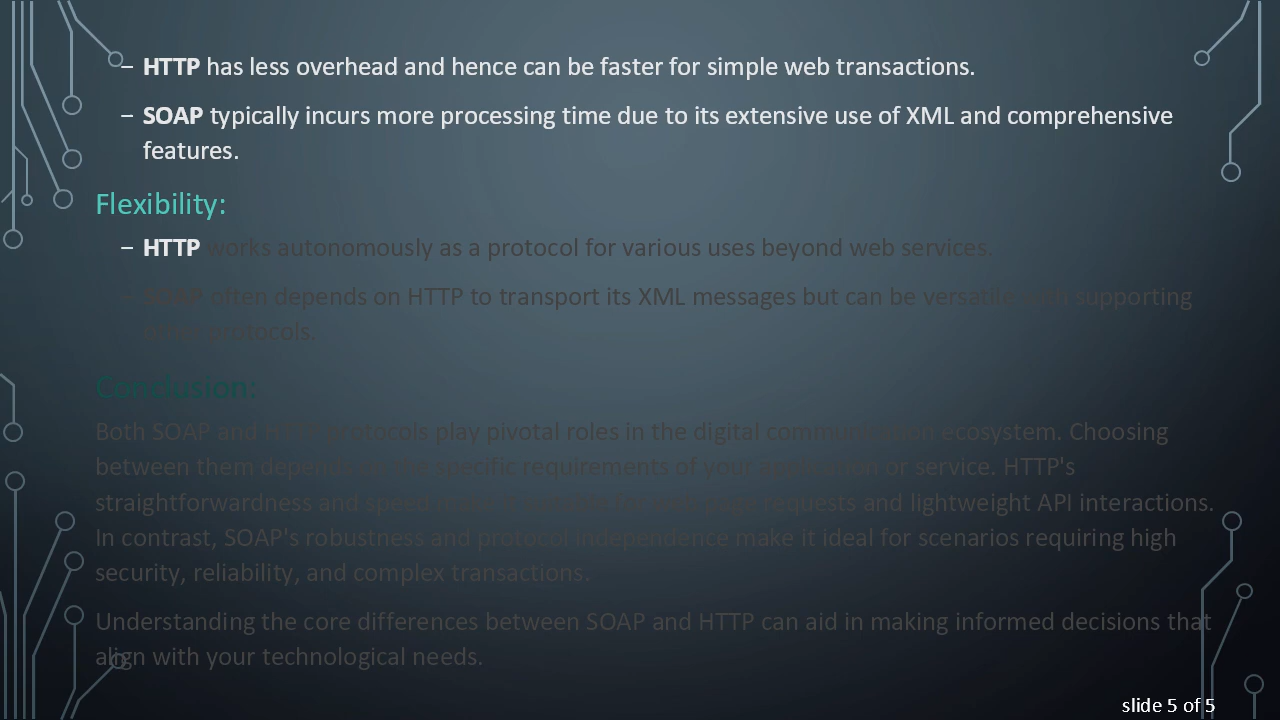 – HTTP has less overhead and hence can be faster for simple web transactions.
– SOAP typically incurs more processing time due to its extensive use of XML and comprehensive
features.
Flexibility:
– HTTP works autonomously as a protocol for various uses beyond web services.
– SOAP often depends on HTTP to transport its XML messages but can be versatile with supporting
other protocols.
Conclusion:
Both SOAP and HTTP protocols play pivotal roles in the digital communication ecosystem. Choosing
between them depends on the specific requirements of your application or service. HTTP's
straightforwardness and speed make it suitable for web page requests and lightweight API interactions.
In contrast, SOAP's robustness and protocol independence make it ideal for scenarios requiring high
security, reliability, and complex transactions.
Understanding the core differences between SOAP and HTTP can aid in making informed decisions that
align with your technological needs.
slide 5 of 5